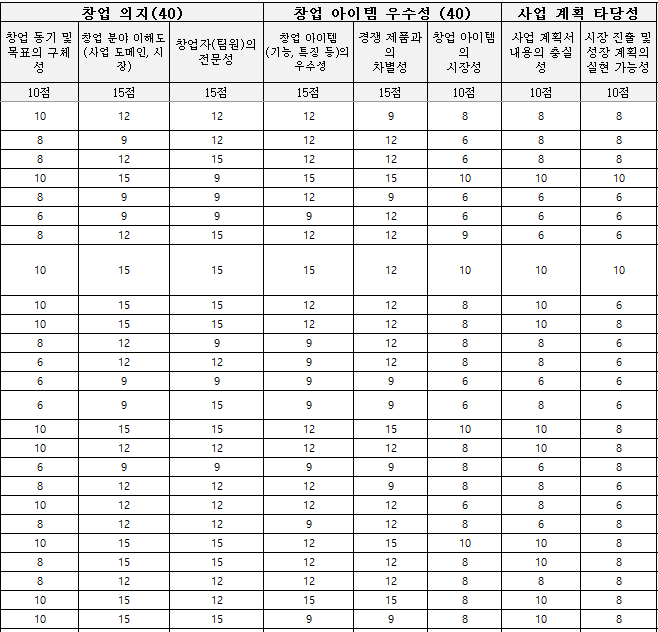 창업 의지(40) 창업 아이템 우수성 (40) 사업 계획 타당성
창업 동기 및 목표의 구체성 창업 분야 이해도 (사업 도메인, 시장) 창업자(팀원)의 전문성 창업 아이템 (기능, 특징 등)의 우수성 경쟁 제품과의 차별성 창업 아이템의 시장성 사업 계획서 내용의 충실성 시장 진출 및 성장 계획의 실현 가능성
10점 15점 15점 15점 15점 10점 10점 10점
10 12 12 12 9 8 8 8
8 9 12 12 12 6 8 8
8 12 15 12 12 6 8 8
10 15 9 15 15 10 10 10
8 9 9 12 9 6 6 6
6 9 9 9 12 6 6 6
8 12 15 12 12 9 6 6
10 15 15 15 12 10 10 10
10 15 15 12 12 8 10 6
10 15 15 12 12 8 10 8
8 12 9 9 12 8 8 6
6 12 12 9 12 8 8 6
6 9 9 9 9 6 6 6
6 9 15 9 9 6 8 6
10 15 15 12 15 10 10 8
10 12 12 12 12 8 10 8
6 9 9 9 9 8 6 8
8 12 12 12 9 8 8 6
10 12 12 12 12 6 8 6
8 12 12 9 12 8 6 8
10 15 15 12 15 10 10 8
8 15 15 12 12 8 10 8
8 12 12 12 12 8 8 8
10 15 12 15 15 8 10 8
10 15 15 9 9 8 10 8